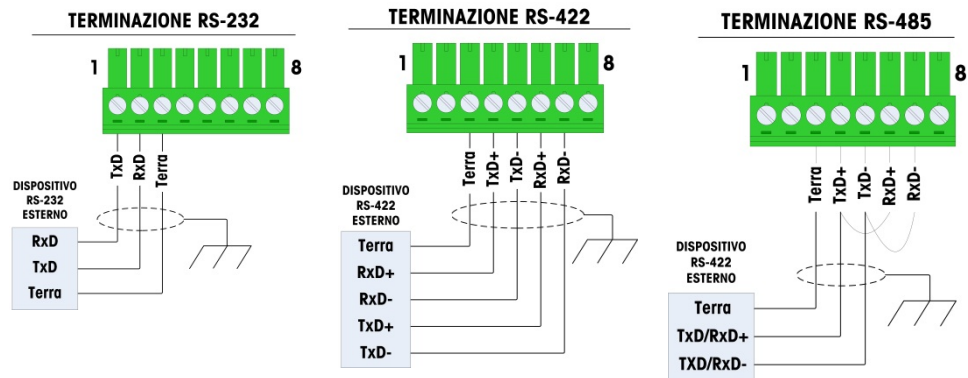 TERMINAZIONE RS-232
1 8
TxD
RxD
Terra
DISPOSITIVO
RS-232
ESTERNO
RxD
TxD
Terra
TERMINAZIONE RS-422
1 8
Terra
TxD+
TxD-
RxD+
RxD-
DISPOSITIVO
RS-422
ESTERNO
Terra
RxD+
RxD-
TxD+
TxD-
TERMINAZIONE RS-485
1 8
Terra
TxD+
TxD-
RxD+
RxD-
DISPOSITIVO
RS-422
ESTERNO
Terra
TxD/RxD+
TXD/RxD-